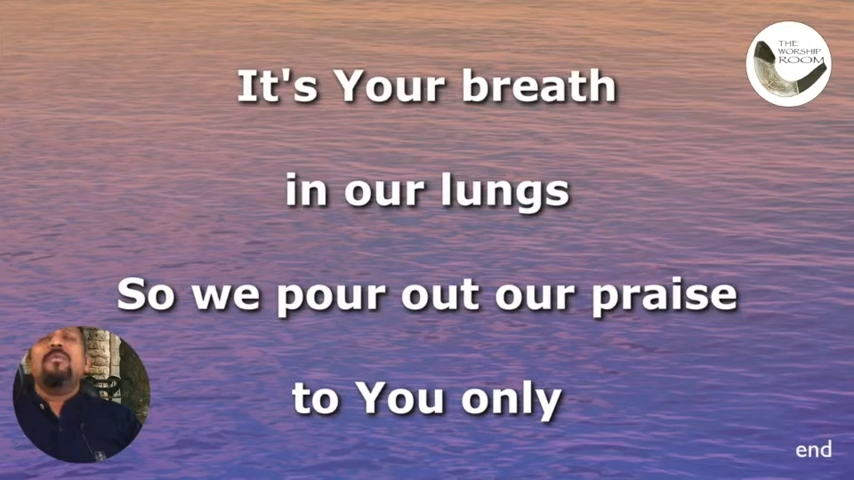 It's Your breath
in our lungs
So we pour out our praise
to You only
THE
WORSHIP
ROOM
end